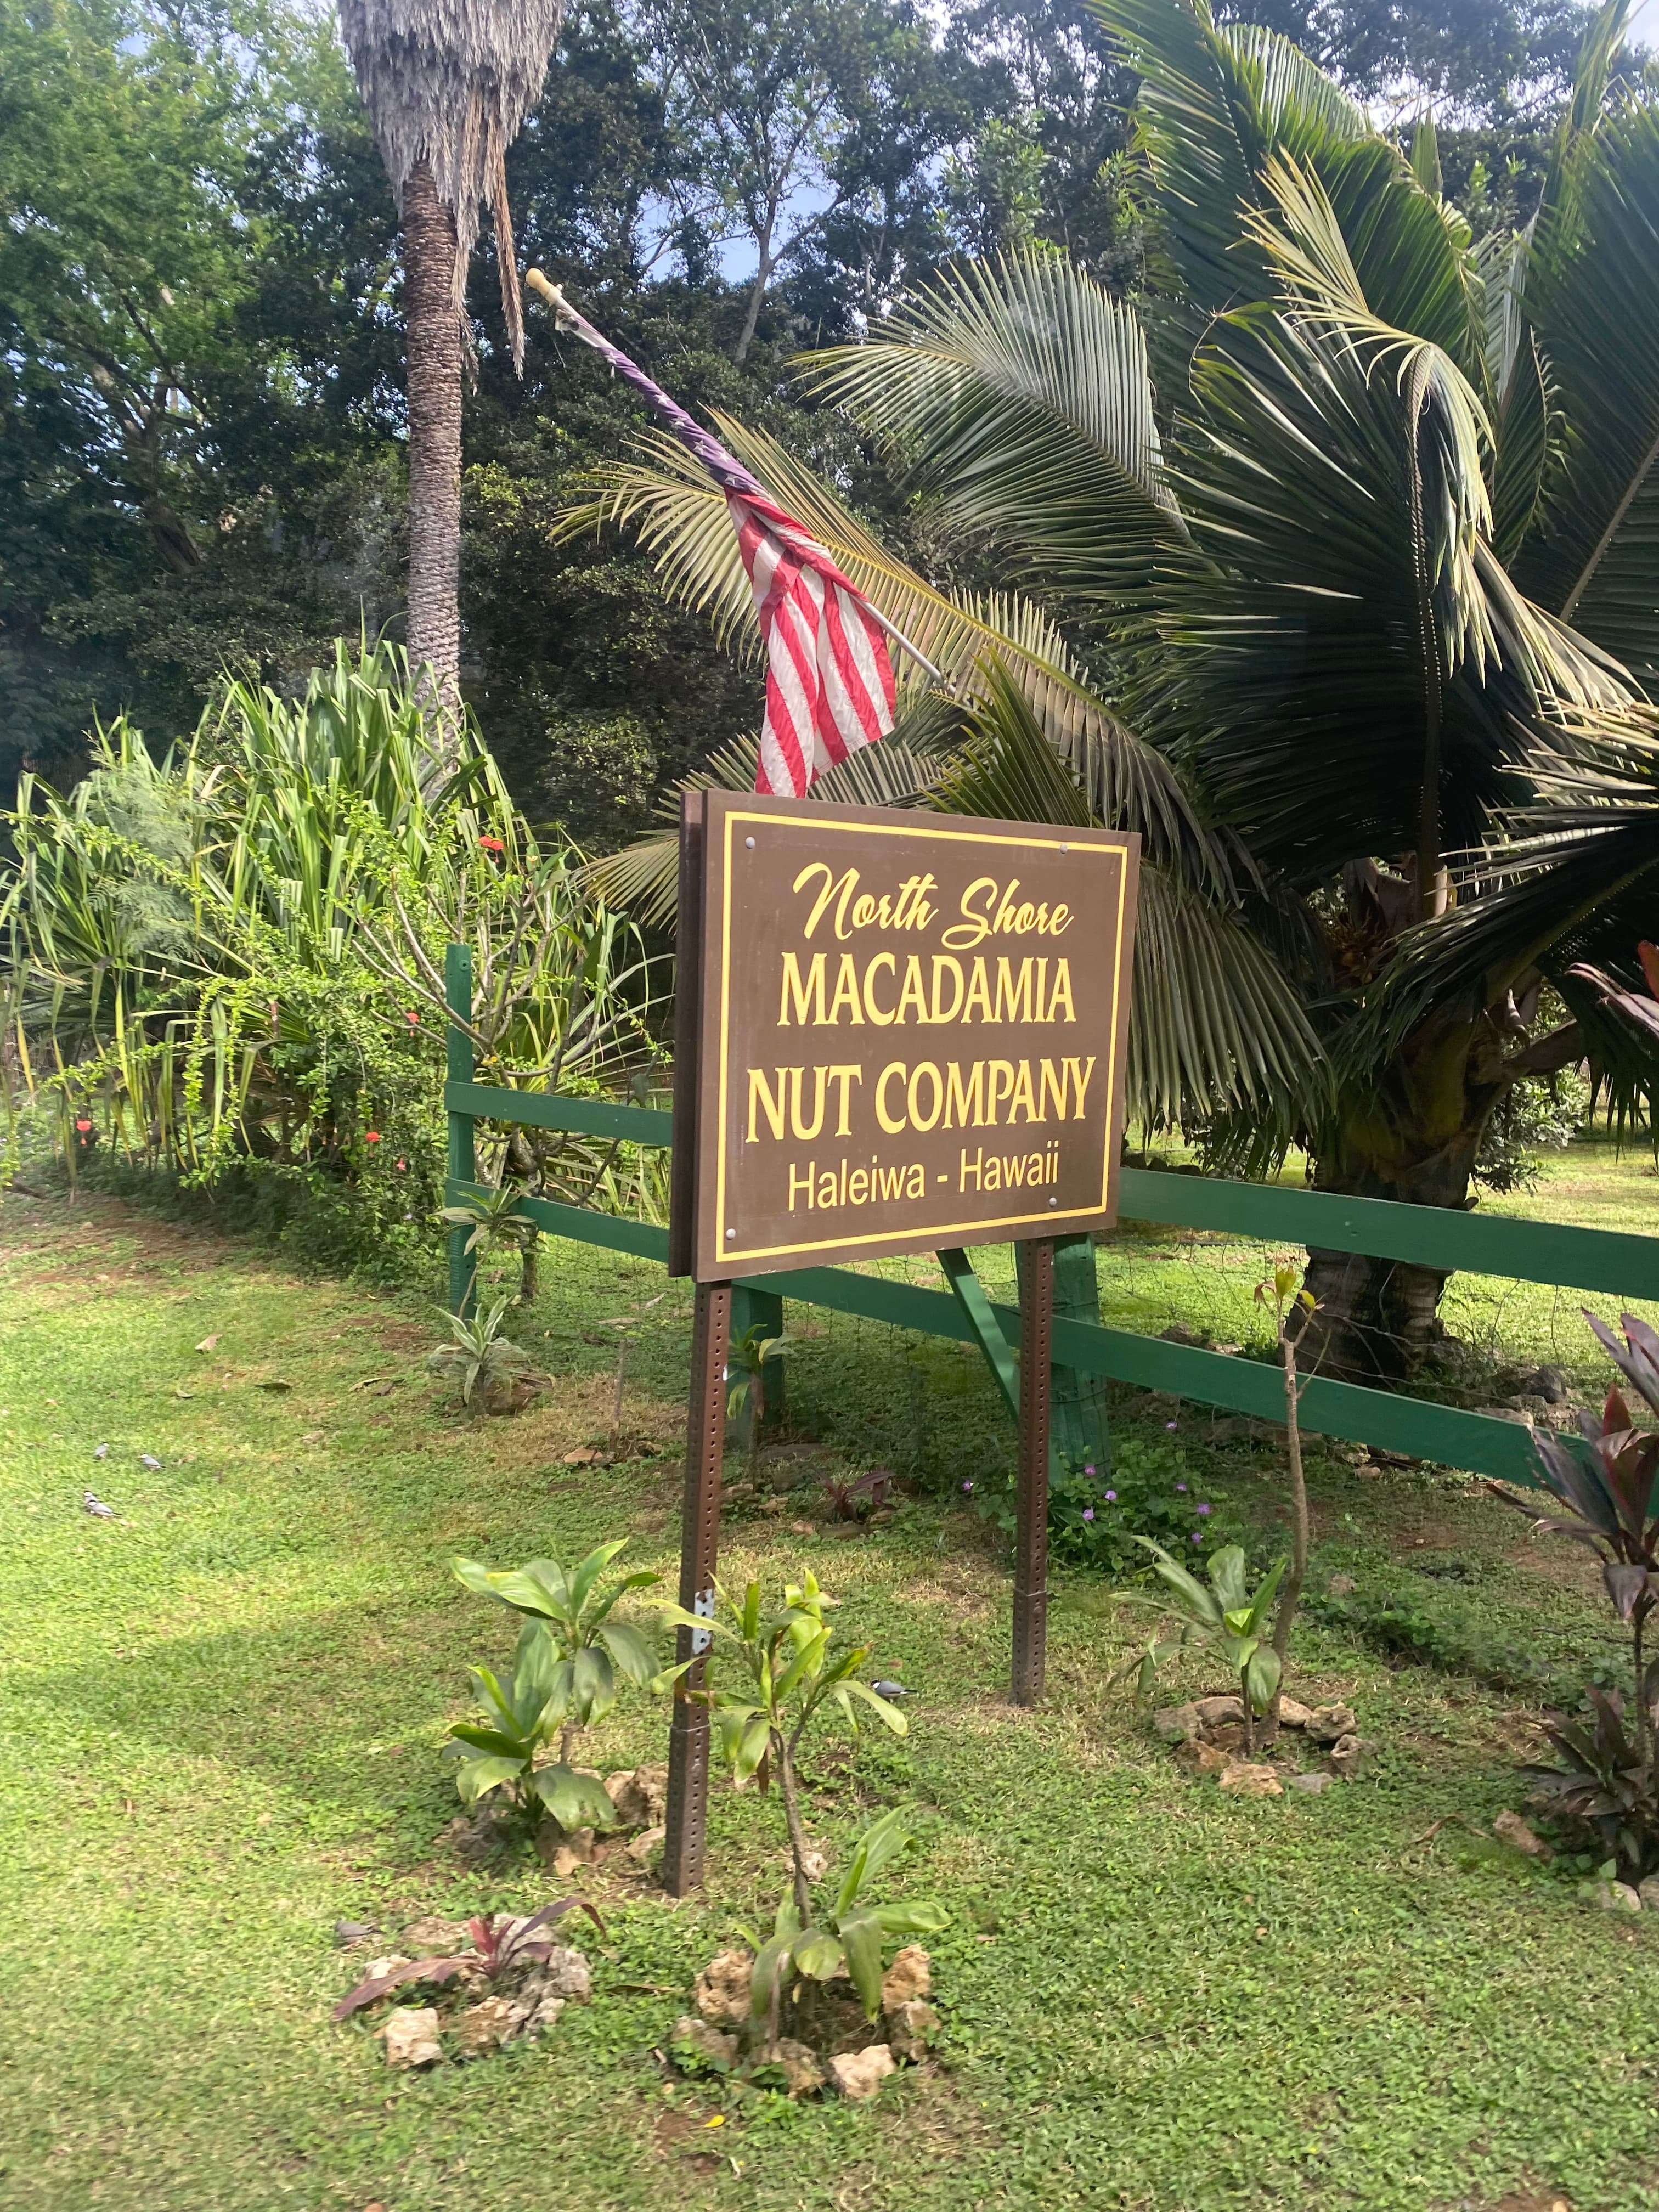 North Shore
MACADAMIA
NUT COMPANY
Haleiwa - Hawaii